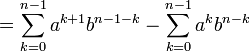 = \sum_{k=0}^{n-1} a^{k+1} b^{n-1-k} - \sum_{k=0}^{n-1} a^k b^{n-k}